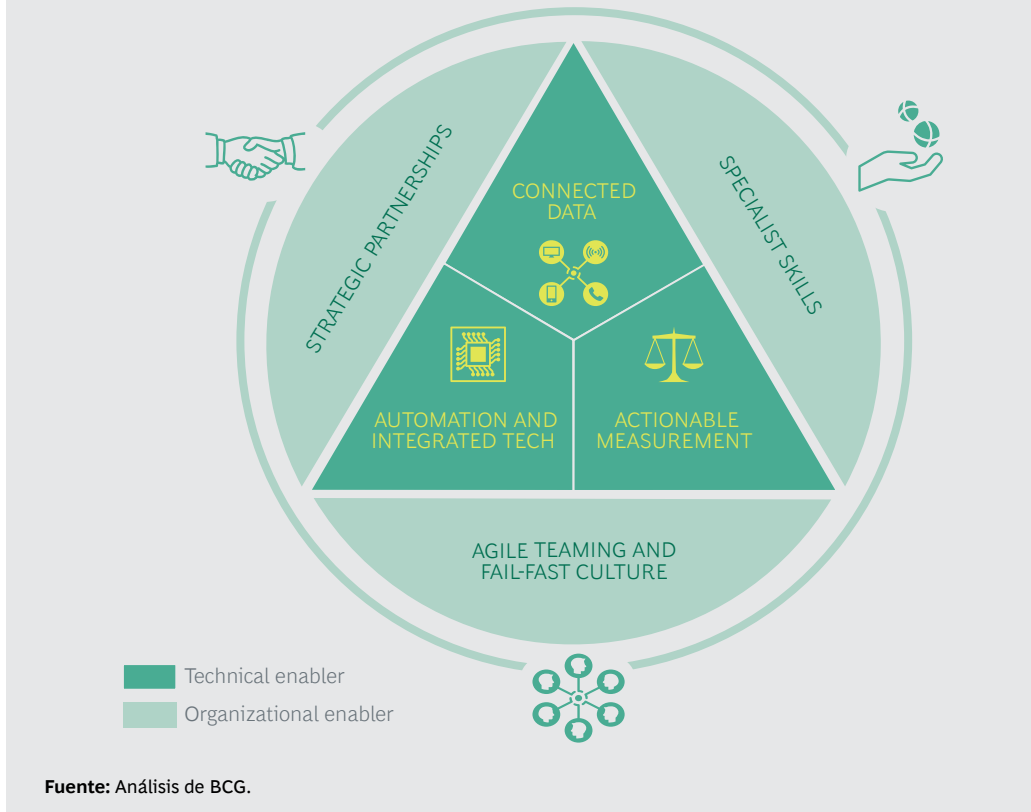 STRATEGIC PARTNERSHIPS
SPECIALIST SKILLS
CONNECTED
DATA
AUTOMATION AND
INTEGRATED TECH
ACTIONABLE
MEASUREMENT
AGILE TEAMING AND
FAIL-FAST CULTURE
Technical enabler
Organizational enabler
Fuente: Análisis de BCG.